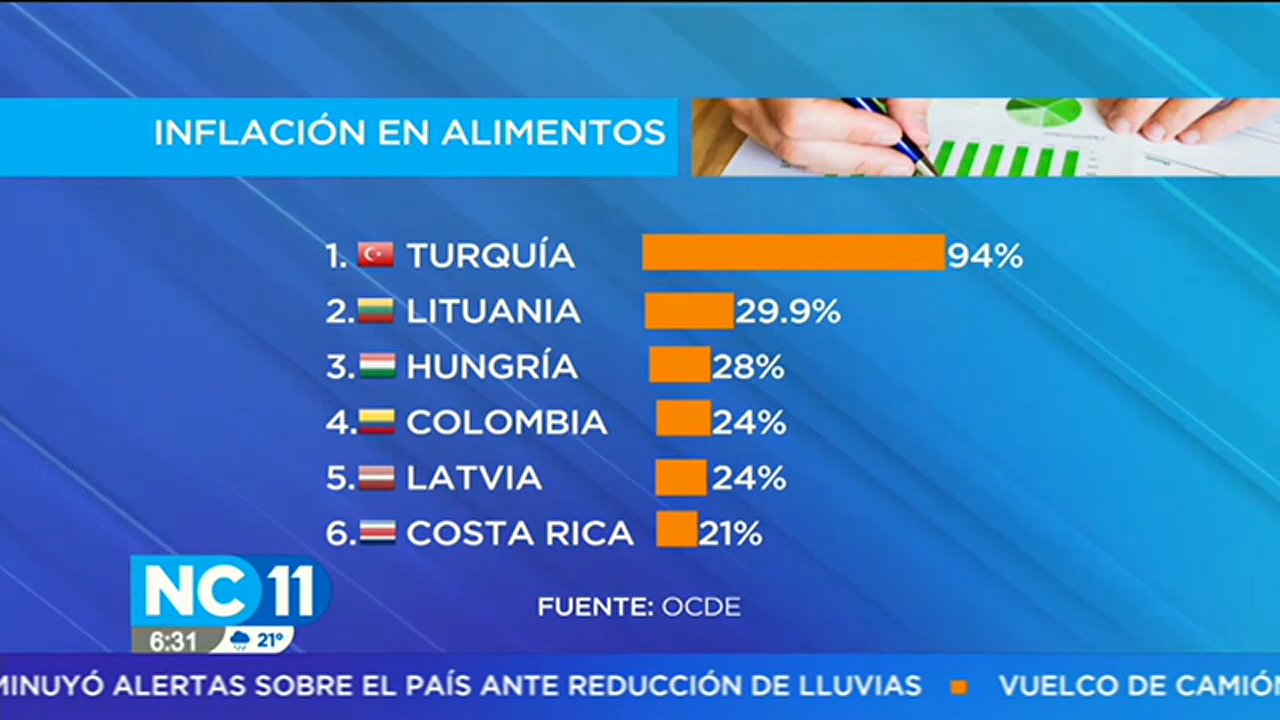 INFLACIÓN EN ALIMENTOS
1. TURQUÍA 94%
2. LITUANIA 29.9%
3. HUNGRÍA 28%
4. COLOMBIA 24%
5. LATVIA 24%
6. COSTA RICA 21%
FUENTE: OCDE
NC 11
6:31 21°
MINUYÓ ALERTAS SOBRE EL PAÍS ANTE REDUCCIÓN DE LLUVIAS VUELCO DE CAMIÓN